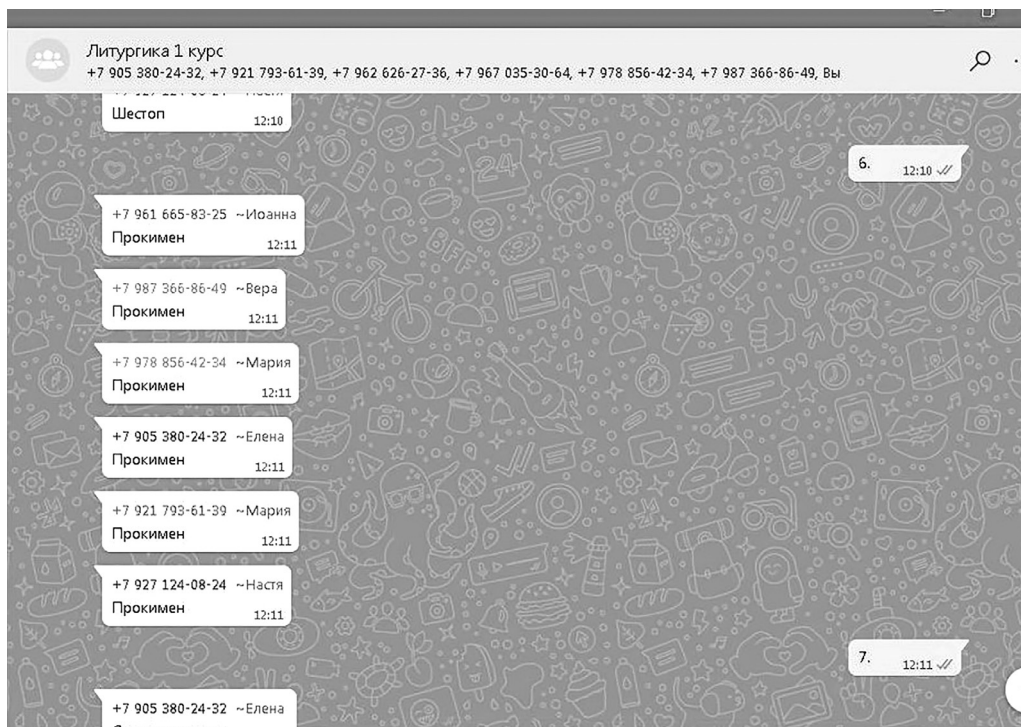 Литургика 1 курс
+7 905 380-24-32, +7 921 793-61-39, +7 962 626-27-36, +7 967 035-30-64, +7 978 856-42-34, +7 987 366-86-49, Вы
Шестоп
12:10
6. 12:10
+7 961 665-83-25 ~Иоанна
Прокимен
12:11
+7 987 366-86-49 ~Вера
Прокимен
12:11
+7 978 856-42-34 ~Мария
Прокимен
12:11
+7 905 380-24-32 ~Елена
Прокимен
12:11
+7 921 793-61-39 ~Мария
Прокимен
12:11
+7 927 124-08-24 ~Настя
Прокимен
12:11
7. 12:11
+7 905 380-24-32 ~Елена